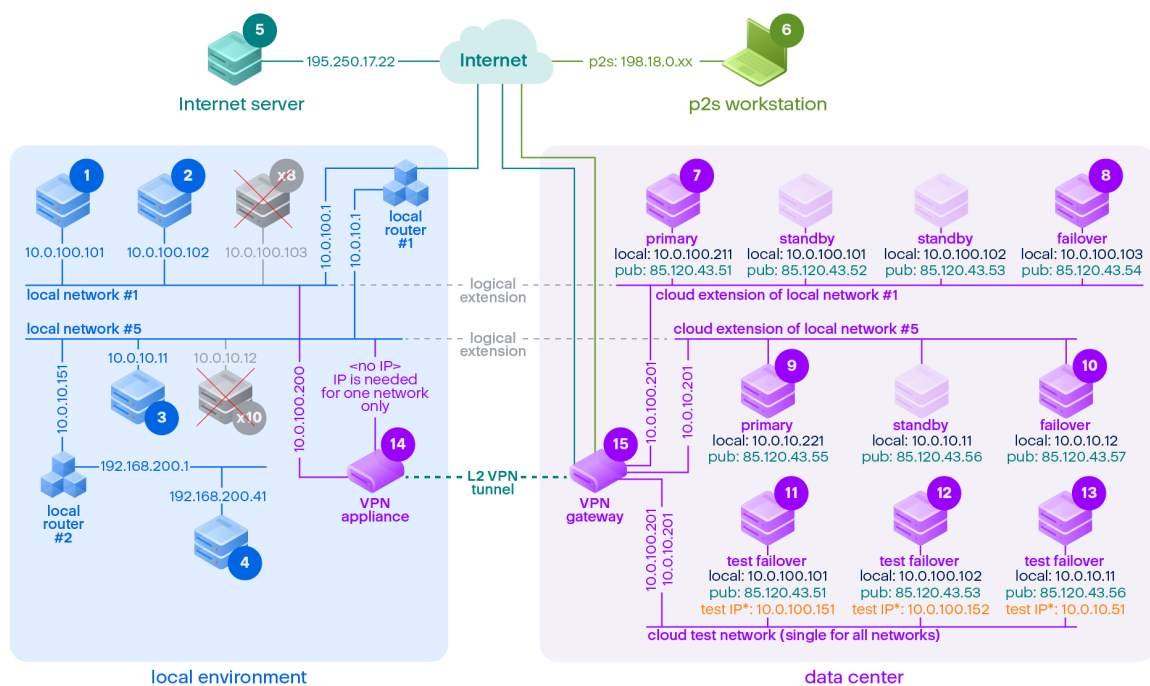 5
6
195.250.17.22
Internet
p2s: 198.18.0.xx
Internet server
p2s workstation
1
2
x8
10.0.100.101
10.0.100.102
10.0.100.103
10.0.100.1
10.0.10.1
local
router
#1
local network #1
logical
extension
7
8
primary
local: 10.0.100.211
pub: 85.120.43.51
standby
local: 10.0.100.101
pub: 85.120.43.52
standby
local: 10.0.100.102
pub: 85.120.43.53
failover
local: 10.0.100.103
pub: 85.120.43.54
cloud extension of local network #1
local network #5
logical
extension
cloud extension of local network #5
10.0.10.151
10.0.10.11
3
10.0.10.12
x10
10.0.100.200
<no IP>
IP is needed
for one network
only
14
VPN
appliance
L2 VPN
tunnel
15
VPN
gateway
10.0.100.201
10.0.10.201
9
primary
local: 10.0.10.221
pub: 85.120.43.55
standby
local: 10.0.10.11
pub: 85.120.43.56
10
failover
local: 10.0.10.12
pub: 85.120.43.57
local
router
#2
192.168.200.1
192.168.200.41
4
10.0.100.201
10.0.10.201
11
test failover
local: 10.0.100.101
pub: 85.120.43.51
test IP*: 10.0.100.151
12
test failover
local: 10.0.100.102
pub: 85.120.43.53
test IP*: 10.0.100.152
13
test failover
local: 10.0.10.11
pub: 85.120.43.56
test IP*: 10.0.10.51
cloud test network (single for all networks)
local environment
data center